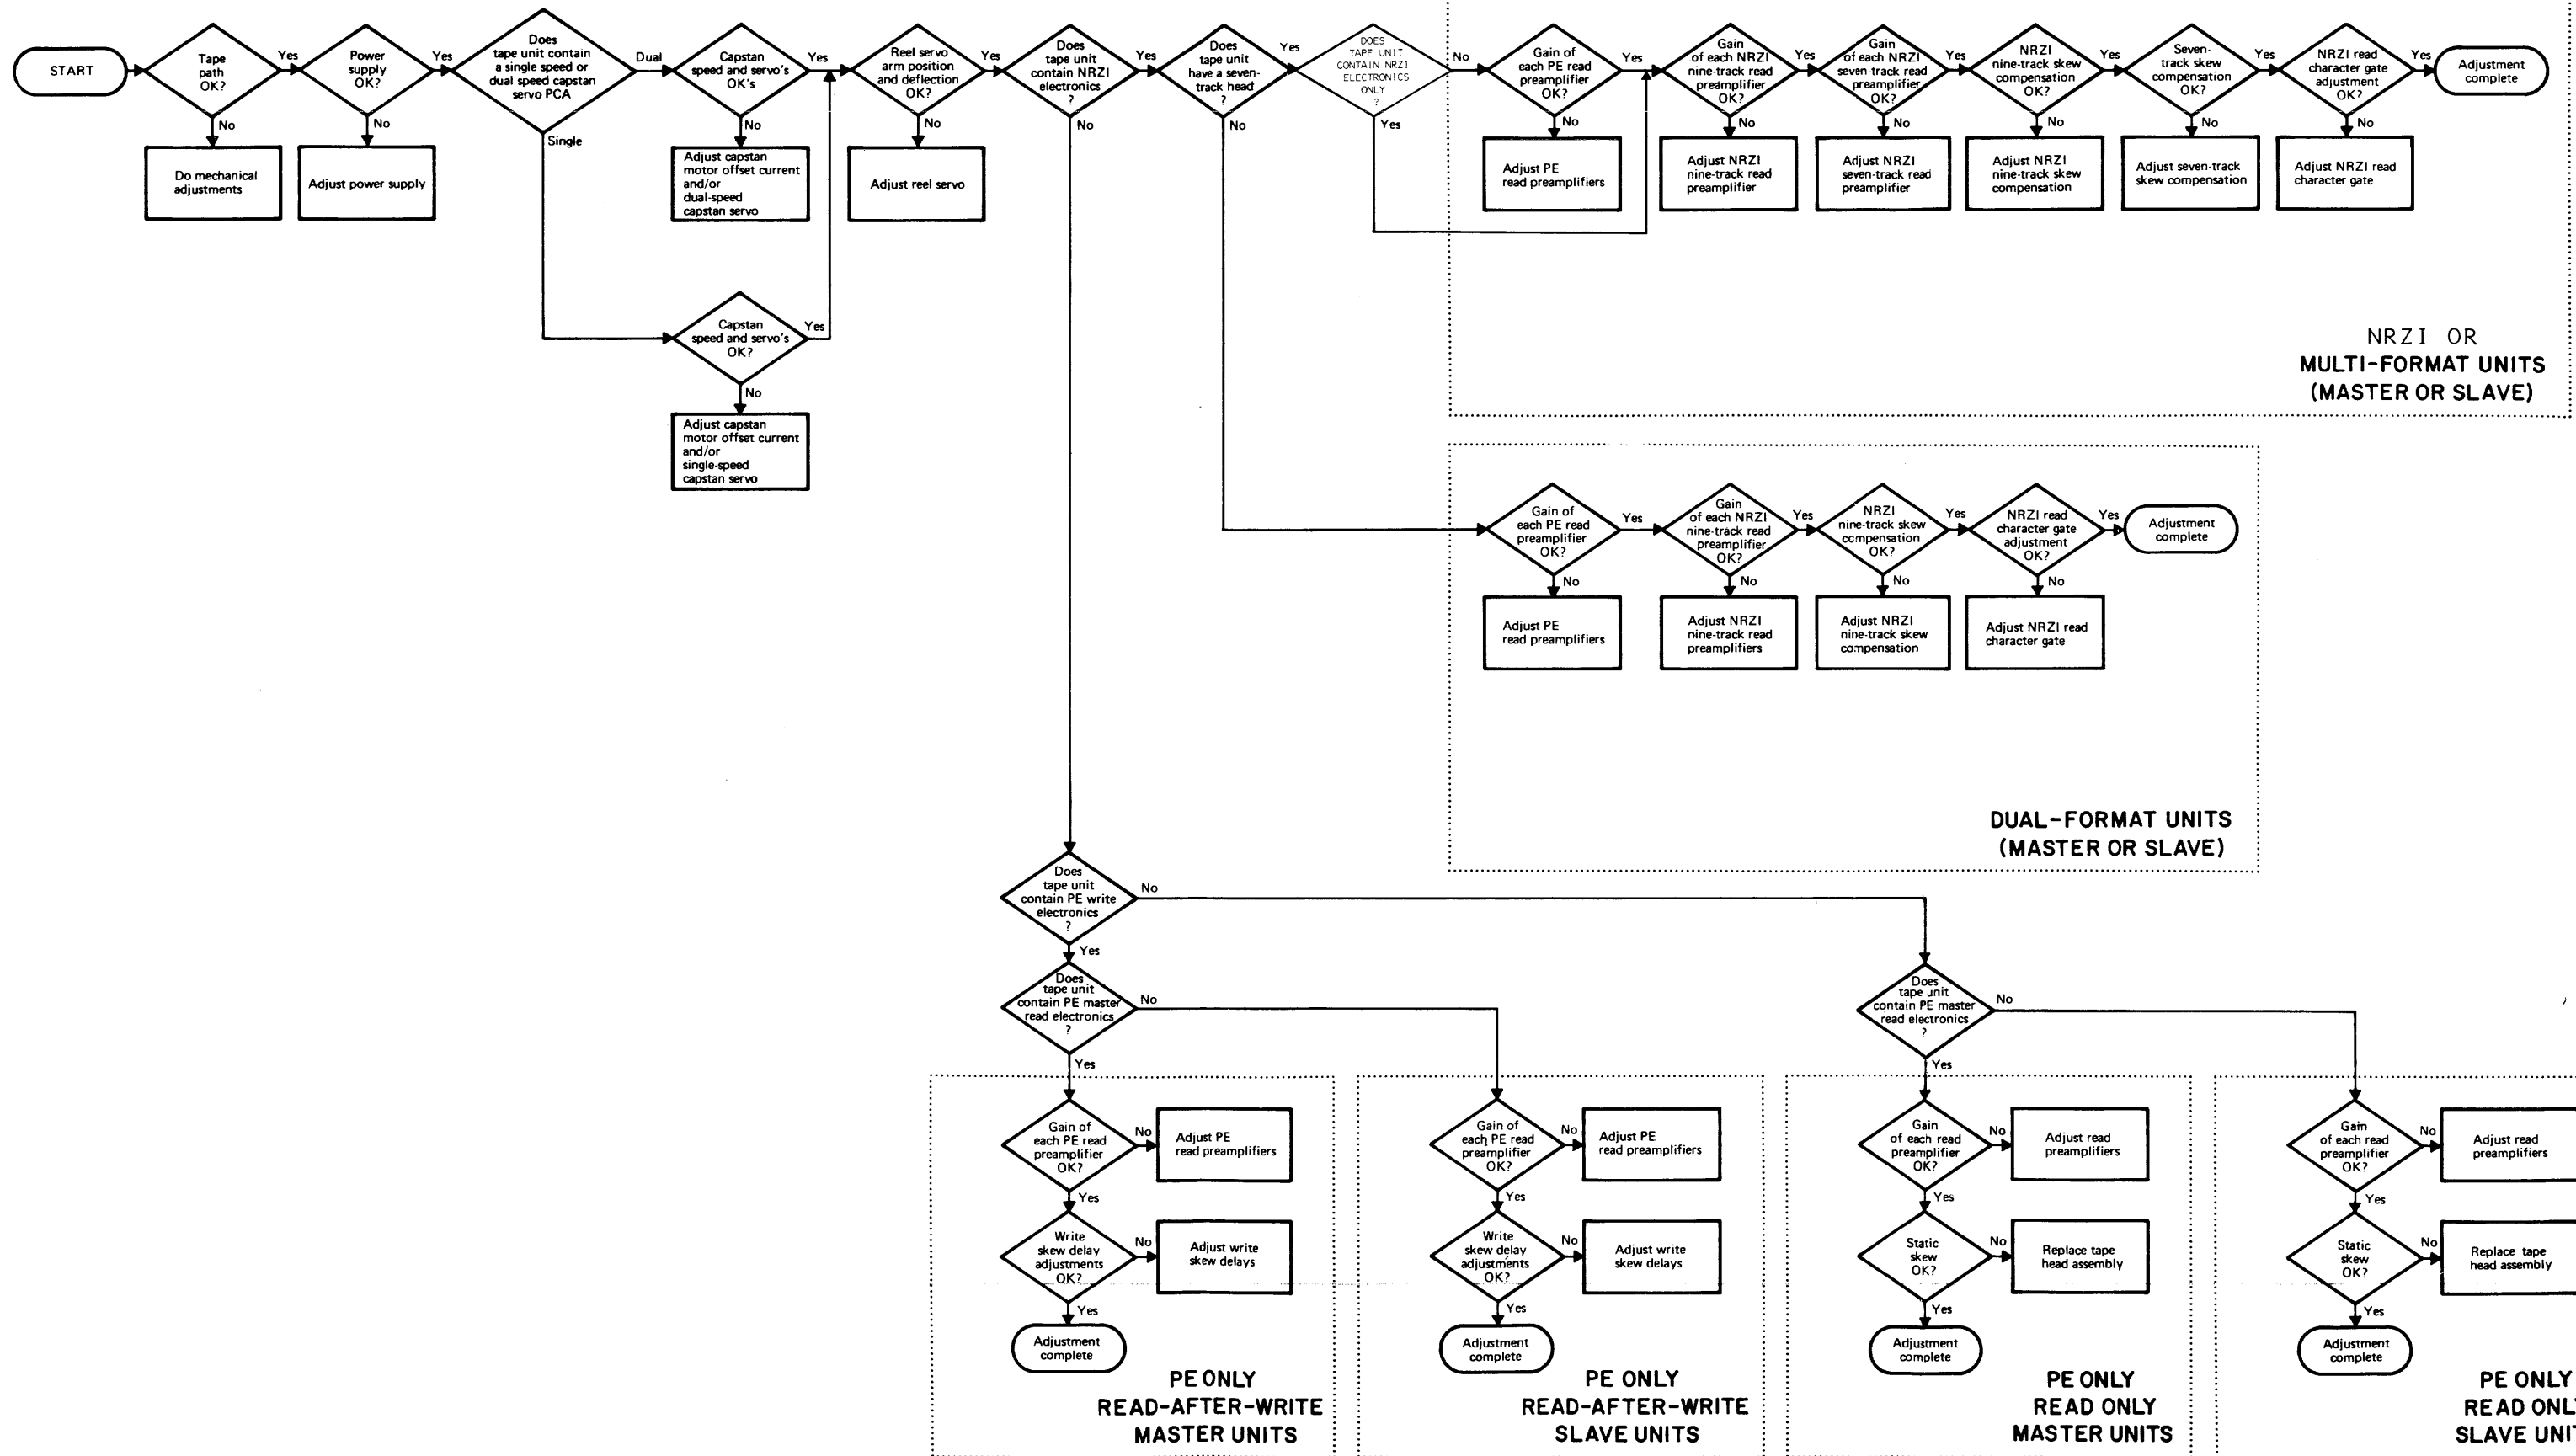 START
Tape
path
OK?
Yes
No
Do mechanical
adjustments
Power
supply
OK?
Yes
No
Adjust power supply
Does
tape unit contain
a single speed or
dual speed capstan
servo PCA
Dual
Single
Capstan
speed and servo's
OK's
Yes
No
Adjust capstan
motor offset current
and/or
dual-speed
capstan servo
Capstan
speed and servo's
OK?
Yes
No
Adjust capstan
motor offset current
and/or
single-speed
capstan servo
Reel servo
arm position
and deflection
OK?
Yes
No
Adjust reel servo
Does
tape unit
contain NRZI
electronics
?
Yes
No
Does
tape unit
have a seven-
track head
?
Yes
No
DOES
TAPE UNIT
CONTAIN NRZI
ELECTRONICS
ONLY
?
No
Yes
Gain of
each PE read
preamplifier
OK?
Yes
No
Adjust PE
read preamplifiers
Gain
of each NRZI
nine-track read
preamplifier
OK?
Yes
No
Adjust NRZI
nine-track read
preamplifier
Gain
of each NRZI
seven-track read
preamplifier
OK?
Yes
No
Adjust NRZI
seven-track read
preamplifier
NRZI
nine-track skew
compensation
OK?
Yes
No
Adjust NRZI
nine-track skew
compensation
Seven-
track skew
compensation
OK?
Yes
No
Adjust seven-track
skew compensation
NRZI read
character gate
adjustment
OK?
Yes
No
Adjust NRZI read
character gate
Adjustment
complete
NRZI OR
MULTI-FORMAT UNITS
(MASTER OR SLAVE)
Gain of
each PE read
preamplifier
OK?
Yes
No
Adjust PE
read preamplifiers
Gain
of each NRZI
nine-track read
preamplifier
OK?
Yes
No
Adjust NRZI
nine-track read
preamplifiers
NRZI
nine-track skew
compensation
OK?
Yes
No
Adjust NRZI
nine-track skew
compensation
NRZI read
character gate
adjustment
OK?
Yes
No
Adjust NRZI read
character gate
Adjustment
complete
DUAL-FORMAT UNITS
(MASTER OR SLAVE)
Does
tape unit
contain PE write
electronics
?
No
Yes
Does
tape unit
contain PE master
read electronics
?
No
Yes
Does
tape unit
contain PE master
read electronics
?
No
Yes
Gain of
each PE read
preamplifier
OK?
No
Adjust PE
read preamplifiers
Yes
Write
skew delay
adjustments
OK?
No
Adjust write
skew delays
Yes
Adjustment
complete
PE ONLY
READ-AFTER-WRITE
MASTER UNITS
Gain of
each PE read
preamplifier
OK?
No
Adjust PE
read preamplifiers
Yes
Write
skew delay
adjustments
OK?
No
Adjust write
skew delays
Yes
Adjustment
complete
PE ONLY
READ-AFTER-WRITE
SLAVE UNITS
Gain
of each read
preamplifier
OK?
No
Adjust read
preamplifiers
Yes
Static
skew
OK?
No
Replace tape
head assembly
Yes
Adjustment
complete
PE ONLY
READ ONLY
MASTER UNITS
Gain
of each read
preamplifier
OK?
No
Adjust read
preamplifiers
Yes
Static
skew
OK?
No
Replace tape
head assembly
Yes
Adjustment
complete
PE ONLY
READ
SLAVE